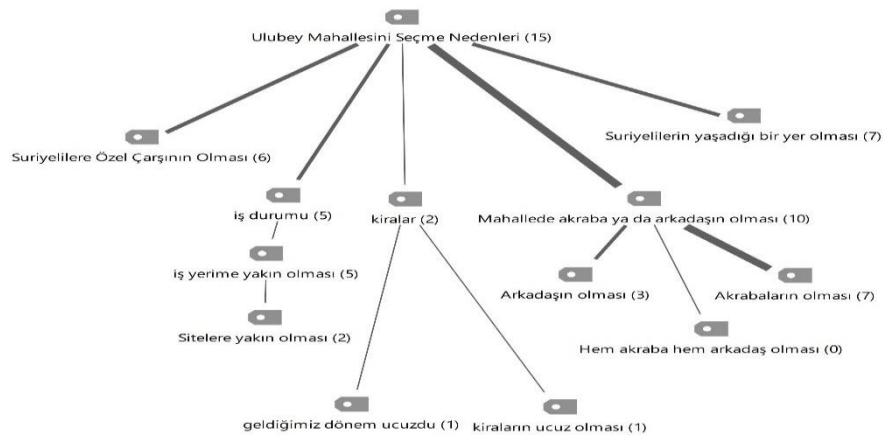 Ulubey Mahallesini Seçme Nedenleri (15)
Suriyelilerin yaşadığı bir yer olması (7)
Suriyelilere Özel Çarşının Olması (6)
iş durumu (5)
kiralar (2)
Mahallede akraba ya da arkadaşın olması (10)
iş yerime yakın olması (5)
Arkadaşın olması (3)
Akrabaların olması (7)
Sitelere yakın olması (2)
Hem akraba hem arkadaş olması (0)
geldiğimiz dönem ucuzdu (1)
kiraların ucuz olması (1)